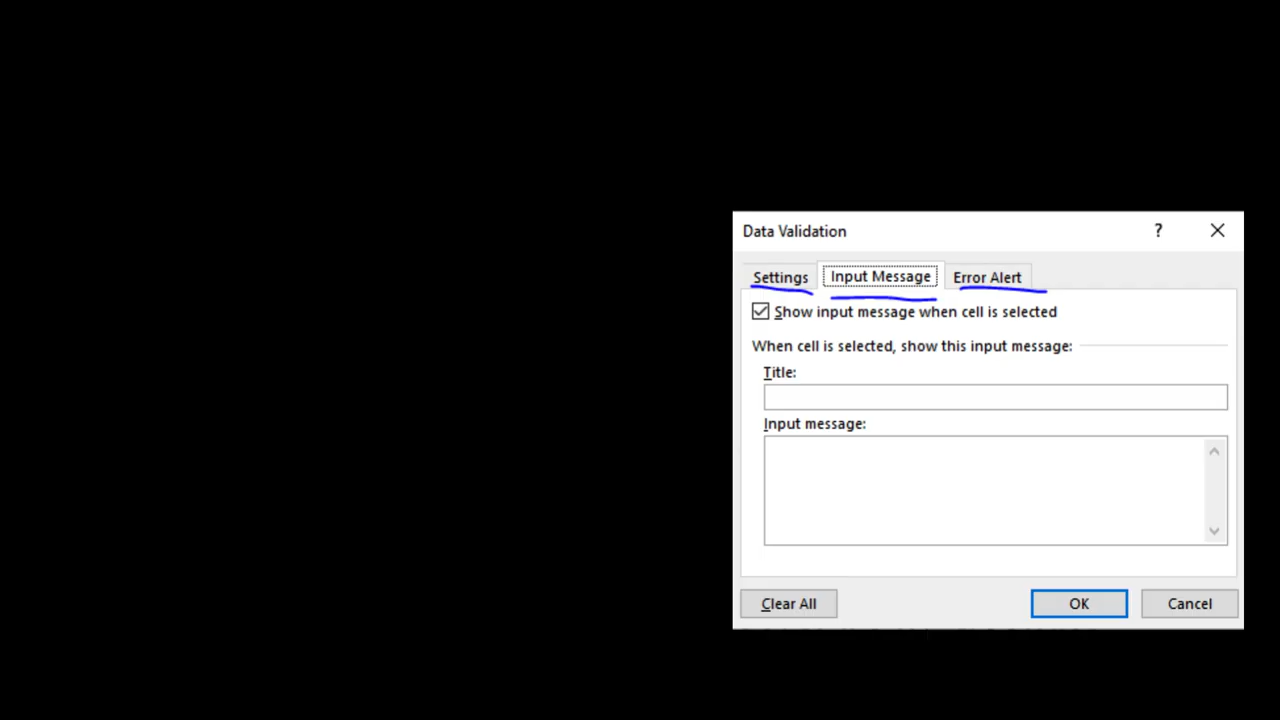 Data Validation ?
Settings Input Message Error Alert
Show input message when cell is selected
When cell is selected, show this input message:
Title:
Input message:
Clear All OK Cancel